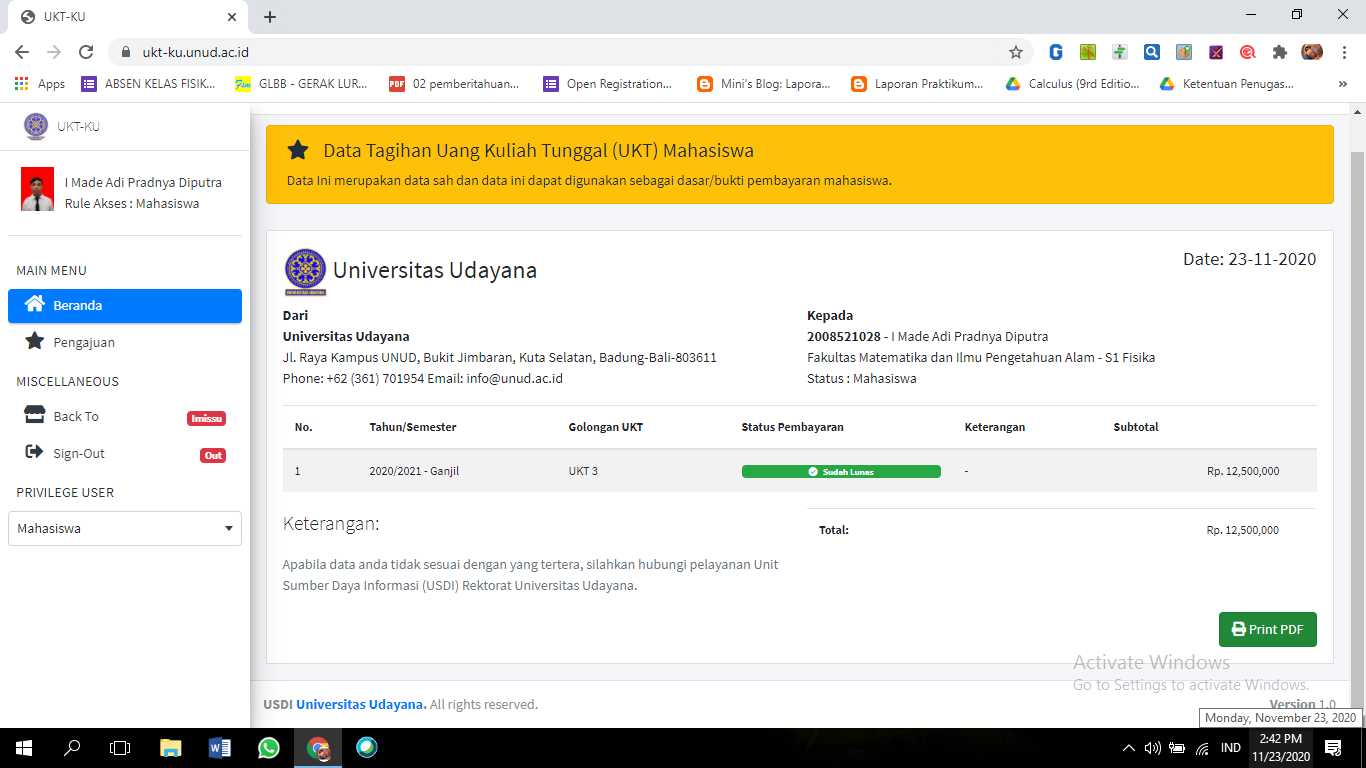 UKT-KU
ukt-ku.unud.ac.id
Apps ABSEN KELAS FISIK... GLBB - GERAK LUR... PDF 02 pemberitahuan... Open Registration... Mini's Blog: Lapora... Laporan Praktikum... Calculus (9rd Editio... Ketentuan Penugas... »
UKT-KU
I Made Adi Pradnya Diputra
Rule Akses : Mahasiswa
MAIN MENU
Beranda
Pengajuan
MISCELLANEOUS
Back To Imissu
Sign-Out Out
PRIVILEGE USER
Mahasiswa
Data Tagihan Uang Kuliah Tunggal (UKT) Mahasiswa
Data Ini merupakan data sah dan data ini dapat digunakan sebagai dasar/bukti pembayaran mahasiswa.
Universitas Udayana
Date: 23-11-2020
Dari
Universitas Udayana
Jl. Raya Kampus UNUD, Bukit Jimbaran, Kuta Selatan, Badung-Bali-803611
Phone: +62 (361) 701954 Email: info@unud.ac.id
Kepada
2008521028 - I Made Adi Pradnya Diputra
Fakultas Matematika dan Ilmu Pengetahuan Alam - S1 Fisika
Status : Mahasiswa
No. Tahun/Semester Golongan UKT Status Pembayaran Keterangan Subtotal
1 2020/2021 - Ganjil UKT 3 Sudah Lunas - Rp. 12,500,000
Keterangan:
Apabila data anda tidak sesuai dengan yang tertera, silahkan hubungi pelayanan Unit
Sumber Daya Informasi (USDI) Rektorat Universitas Udayana.
Total: Rp. 12,500,000
Print PDF
Activate Windows
Go to Settings to activate Windows.
USDI Universitas Udayana. All rights reserved.
Version 1.0
Monday, November 23, 2020
IND
2:42 PM
11/23/2020